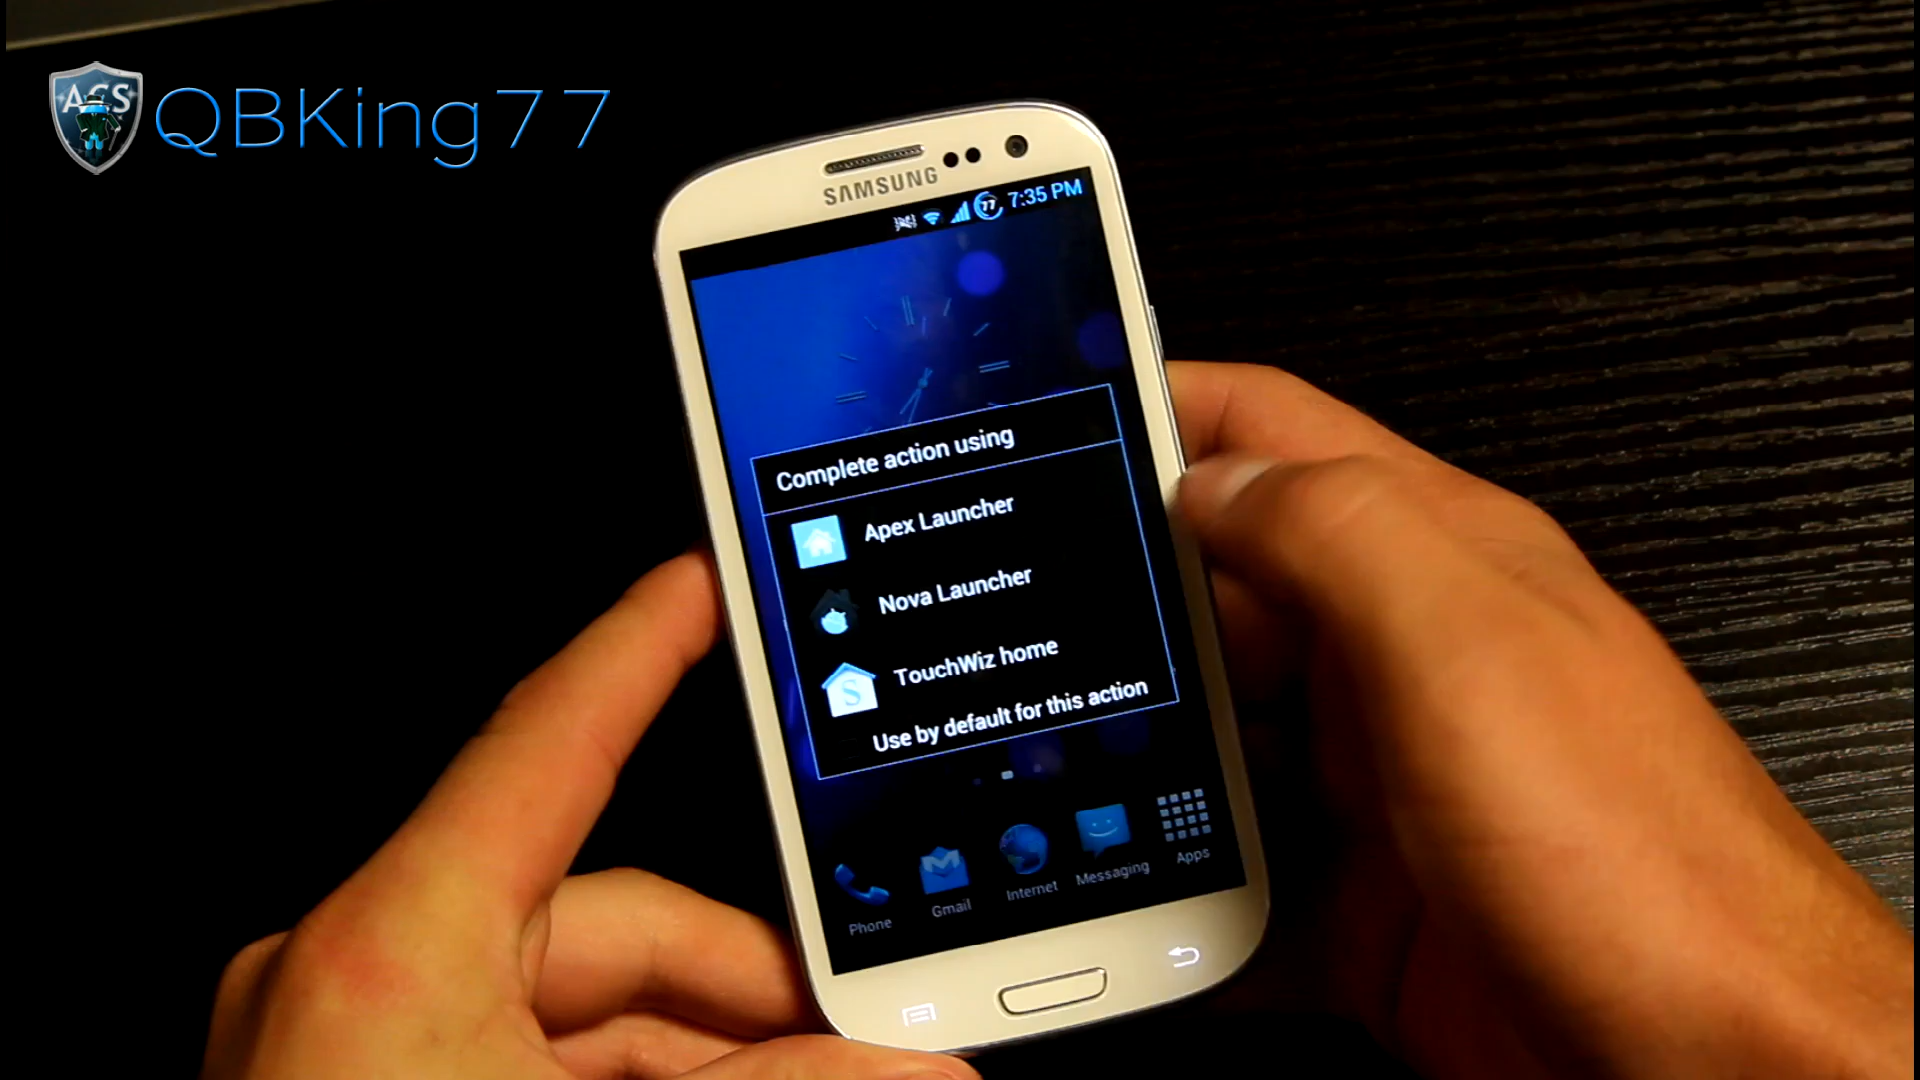 ACS
QBKing77
SAMSUNG
77 7:35 PM
Complete action using
Apex Launcher
Nova Launcher
TouchWiz home
Use by default for this action
Phone
Gmail
Internet
Messaging
Apps